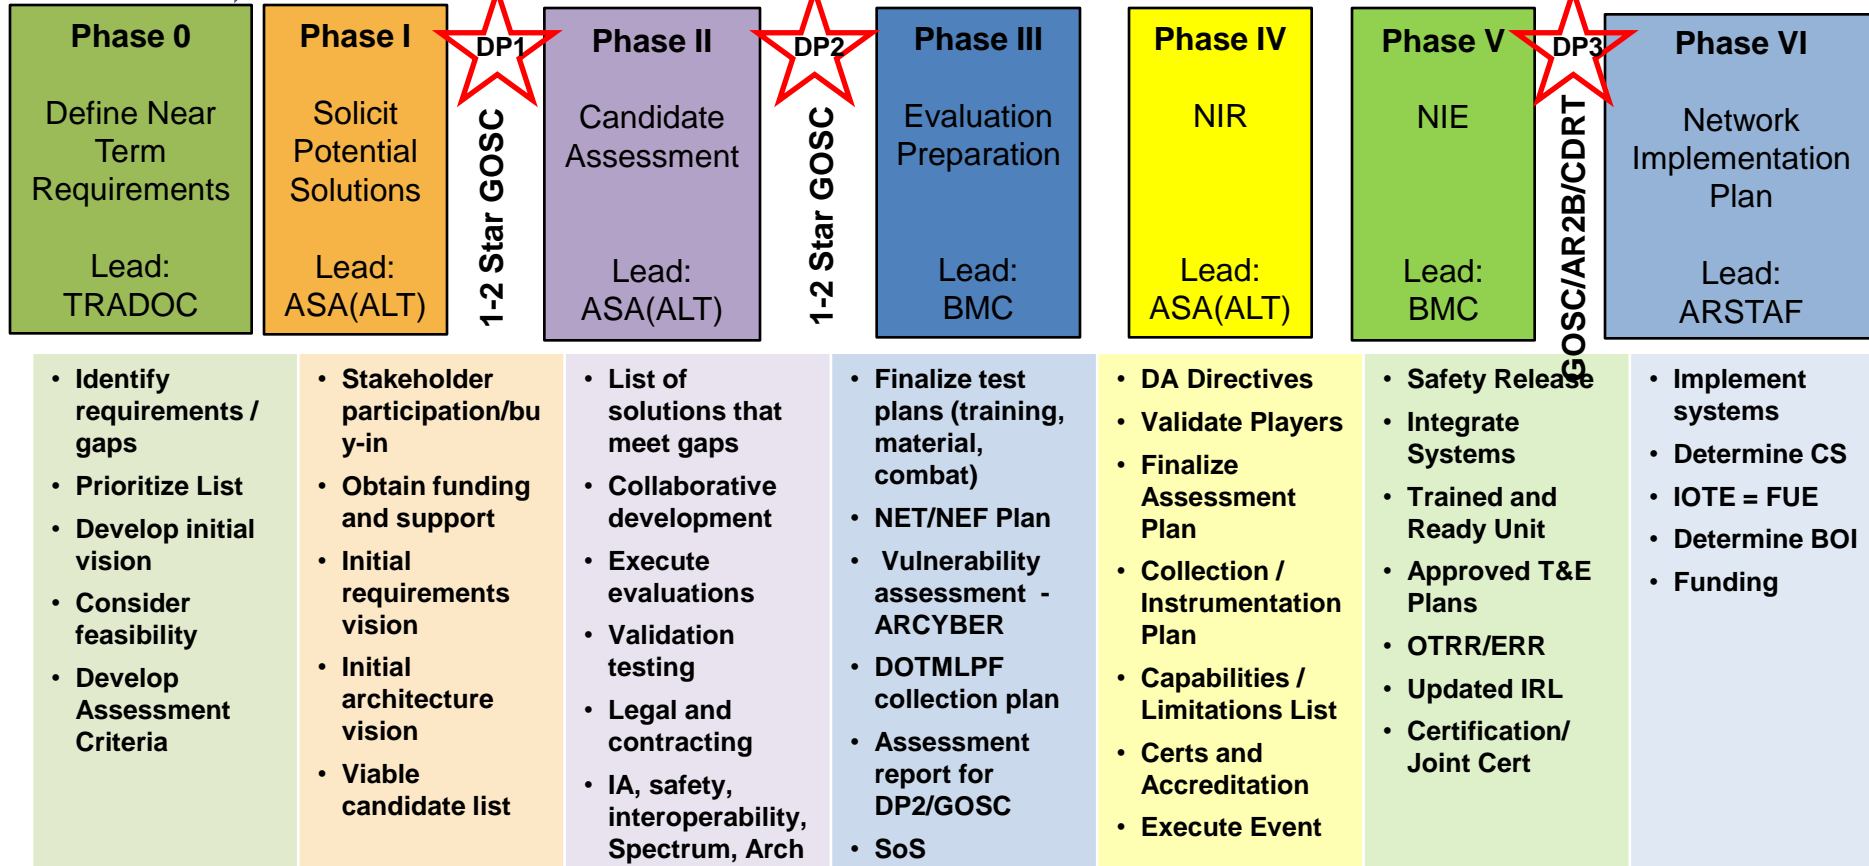 Phase 0
Define Near
Term
Requirements
Lead:
TRADOC
Phase I
Solicit
Potential
Solutions
Lead:
ASA(ALT)
DP1
1-2 Star GOSC
Phase II
Candidate
Assessment
Lead:
ASA(ALT)
DP2
1-2 Star GOSC
Phase III
Evaluation
Preparation
Lead:
BMC
Phase IV
NIR
Lead:
ASA(ALT)
Phase V
NIE
Lead:
BMC
DP3
GOSC/AR2B/CDRT
Phase VI
Network
Implementation
Plan
Lead:
ARSTAF
• Identify
requirements /
gaps
• Prioritize List
• Develop initial
vision
• Consider
feasibility
• Develop
Assessment
Criteria
• Stakeholder
participation/bu
y-in
• Obtain funding
and support
• Initial
requirements
vision
• Initial
architecture
vision
• Viable
candidate list
• List of
solutions that
meet gaps
• Collaborative
development
• Execute
evaluations
• Validation
testing
• Legal and
contracting
• IA, safety,
interoperability,
Spectrum, Arch
• Finalize test
plans (training,
material,
combat)
• NET/NEF Plan
• Vulnerability
assessment -
ARCYBER
• DOTMLPF
collection plan
• Assessment
report for
DP2/GOSC
• SoS
• DA Directives
• Validate Players
• Finalize
Assessment
Plan
• Collection /
Instrumentation
Plan
• Capabilities /
Limitations List
• Certs and
Accreditation
• Execute Event
• Safety Release
• Integrate
Systems
• Trained and
Ready Unit
• Approved T&E
Plans
• OTRR/ERR
• Updated IRL
• Certification/
Joint Cert
• Implement
systems
• Determine CS
• IOTE = FUE
• Determine BOI
• Funding